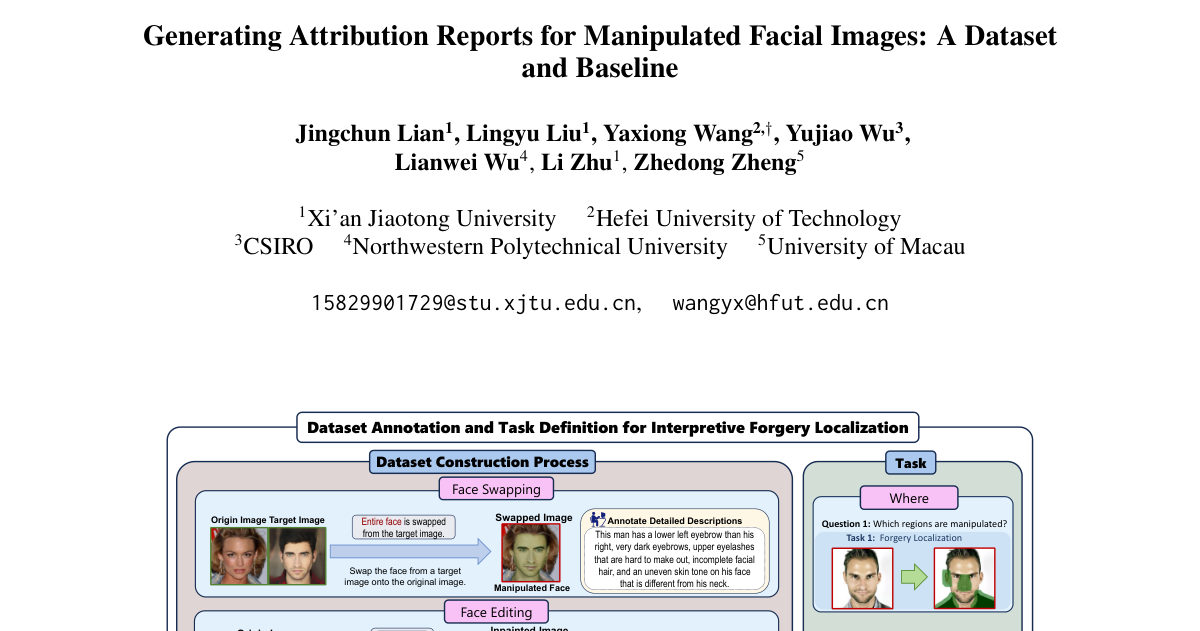 Generating Attribution Reports for Manipulated Facial Images: A Dataset
and Baseline
Jingchun Lian¹, Lingyu Liu¹, Yaxiong Wang²,†, Yujiao Wu³,
Lianwei Wu⁴, Li Zhu¹, Zhedong Zheng⁵
¹Xi'an Jiaotong University ²Hefei University of Technology
³CSIRO ⁴Northwestern Polytechnical University ⁵University of Macau
15829901729@stu.xjtu.edu.cn, wangyx@hfut.edu.cn
Dataset Annotation and Task Definition for Interpretive Forgery Localization
Dataset Construction Process
Face Swapping
Origin Image Target Image
Entire face is swapped
from the target image.
Swap the face from a target
image onto the original image.
Swapped Image
Manipulated Face
Annotate Detailed Descriptions
This man has a lower left eyebrow than his
right, very dark eyebrows, upper eyelashes
that are hard to make out, incomplete facial
hair, and an uneven skin tone on his face
that is different from his neck.
Face Editing
Inpainted Image
Task
Where
Question 1: Which regions are manipulated?
Task 1: Forgery Localization